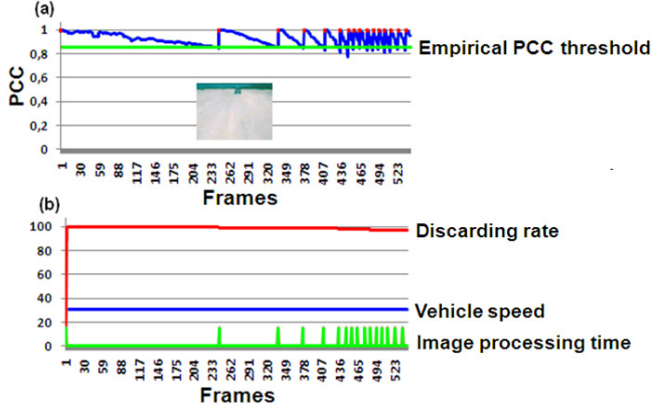 (a)
1
0,8
0,6
0,4
0,2
0
PCC
Empirical PCC threshold
1 30 59 88 117 146 175 204 233 262 291 320 349 378 407 436 465 494 523
Frames
(b)
100
80
60
40
20
0
Discarding rate
Vehicle speed
Image processing time
1 30 59 88 117 146 175 204 233 262 291 320 349 378 407 436 465 494 523
Frames